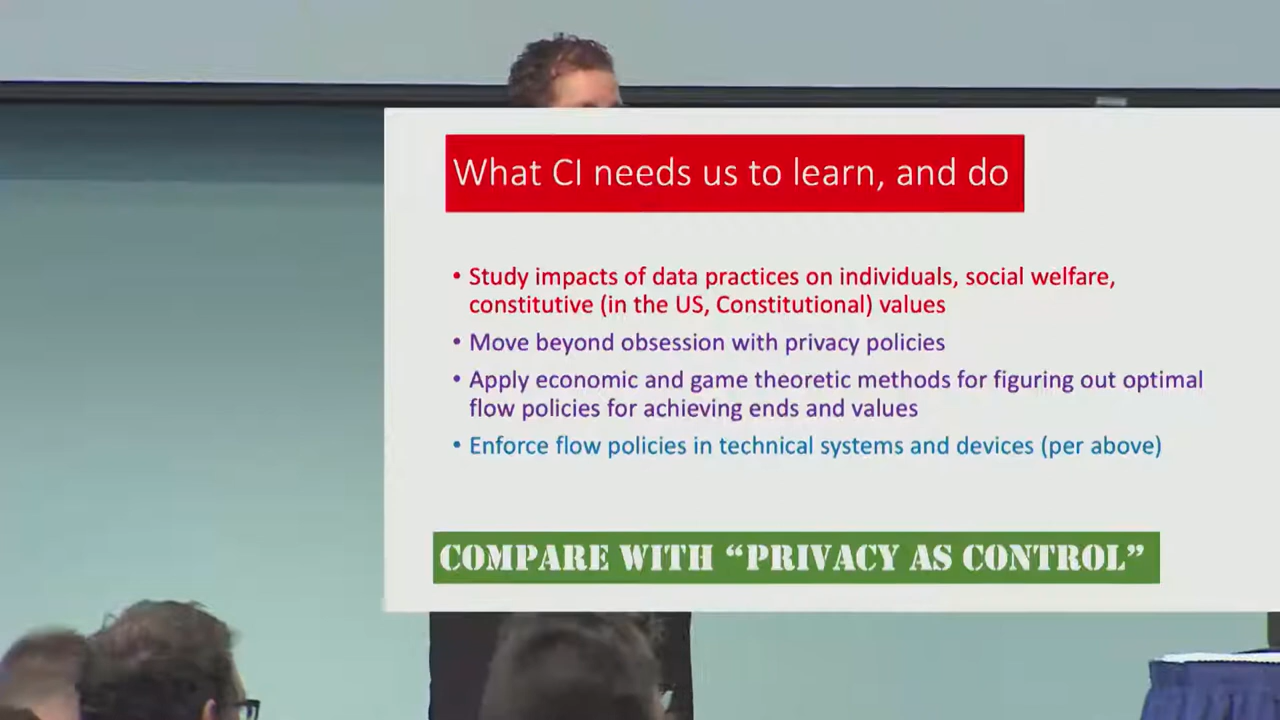 What CI needs us to learn, and do
• Study impacts of data practices on individuals, social welfare,
constitutive (in the US, Constitutional) values
• Move beyond obsession with privacy policies
• Apply economic and game theoretic methods for figuring out optimal
flow policies for achieving ends and values
• Enforce flow policies in technical systems and devices (per above)
COMPARE WITH “PRIVACY AS CONTROL”